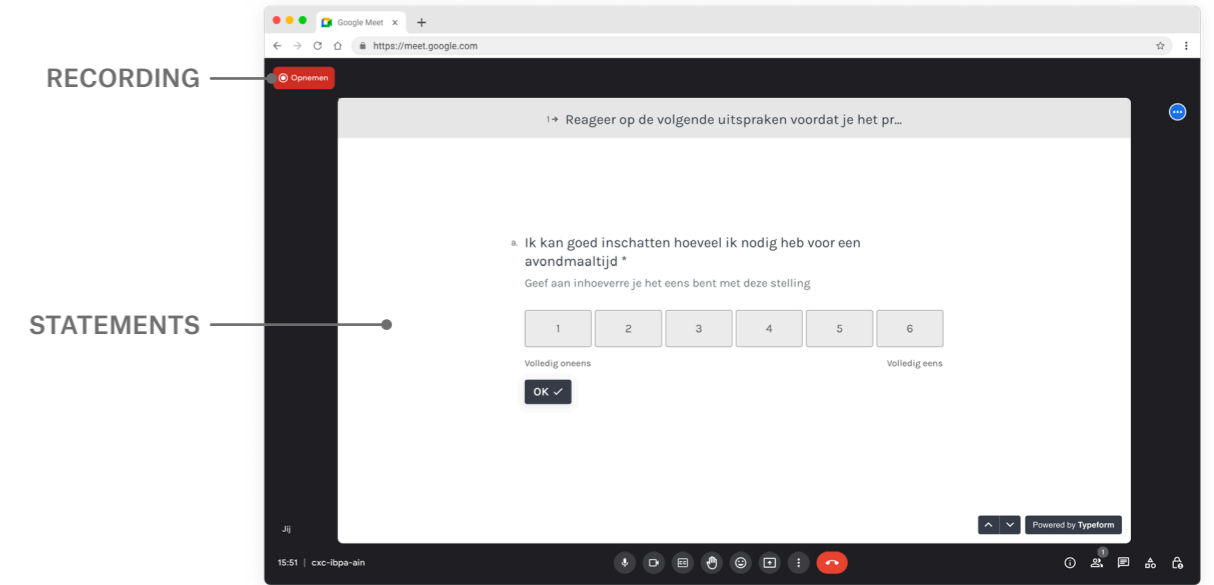 Google Meet
https://meet.google.com
RECORDING
Opnemen
1→ Reageer op de volgende uitspraken voordat je het pr...
a. Ik kan goed inschatten hoeveel ik nodig heb voor een
avondmaaltijd *
Geef aan inhoeverre je het eens bent met deze stelling
STATEMENTS
1 2 3 4 5 6
Volledig oneens Volledig eens
OK ✓
Jij
Powered by Typeform
15:51 | cxc-ibpa-ain
CC
1